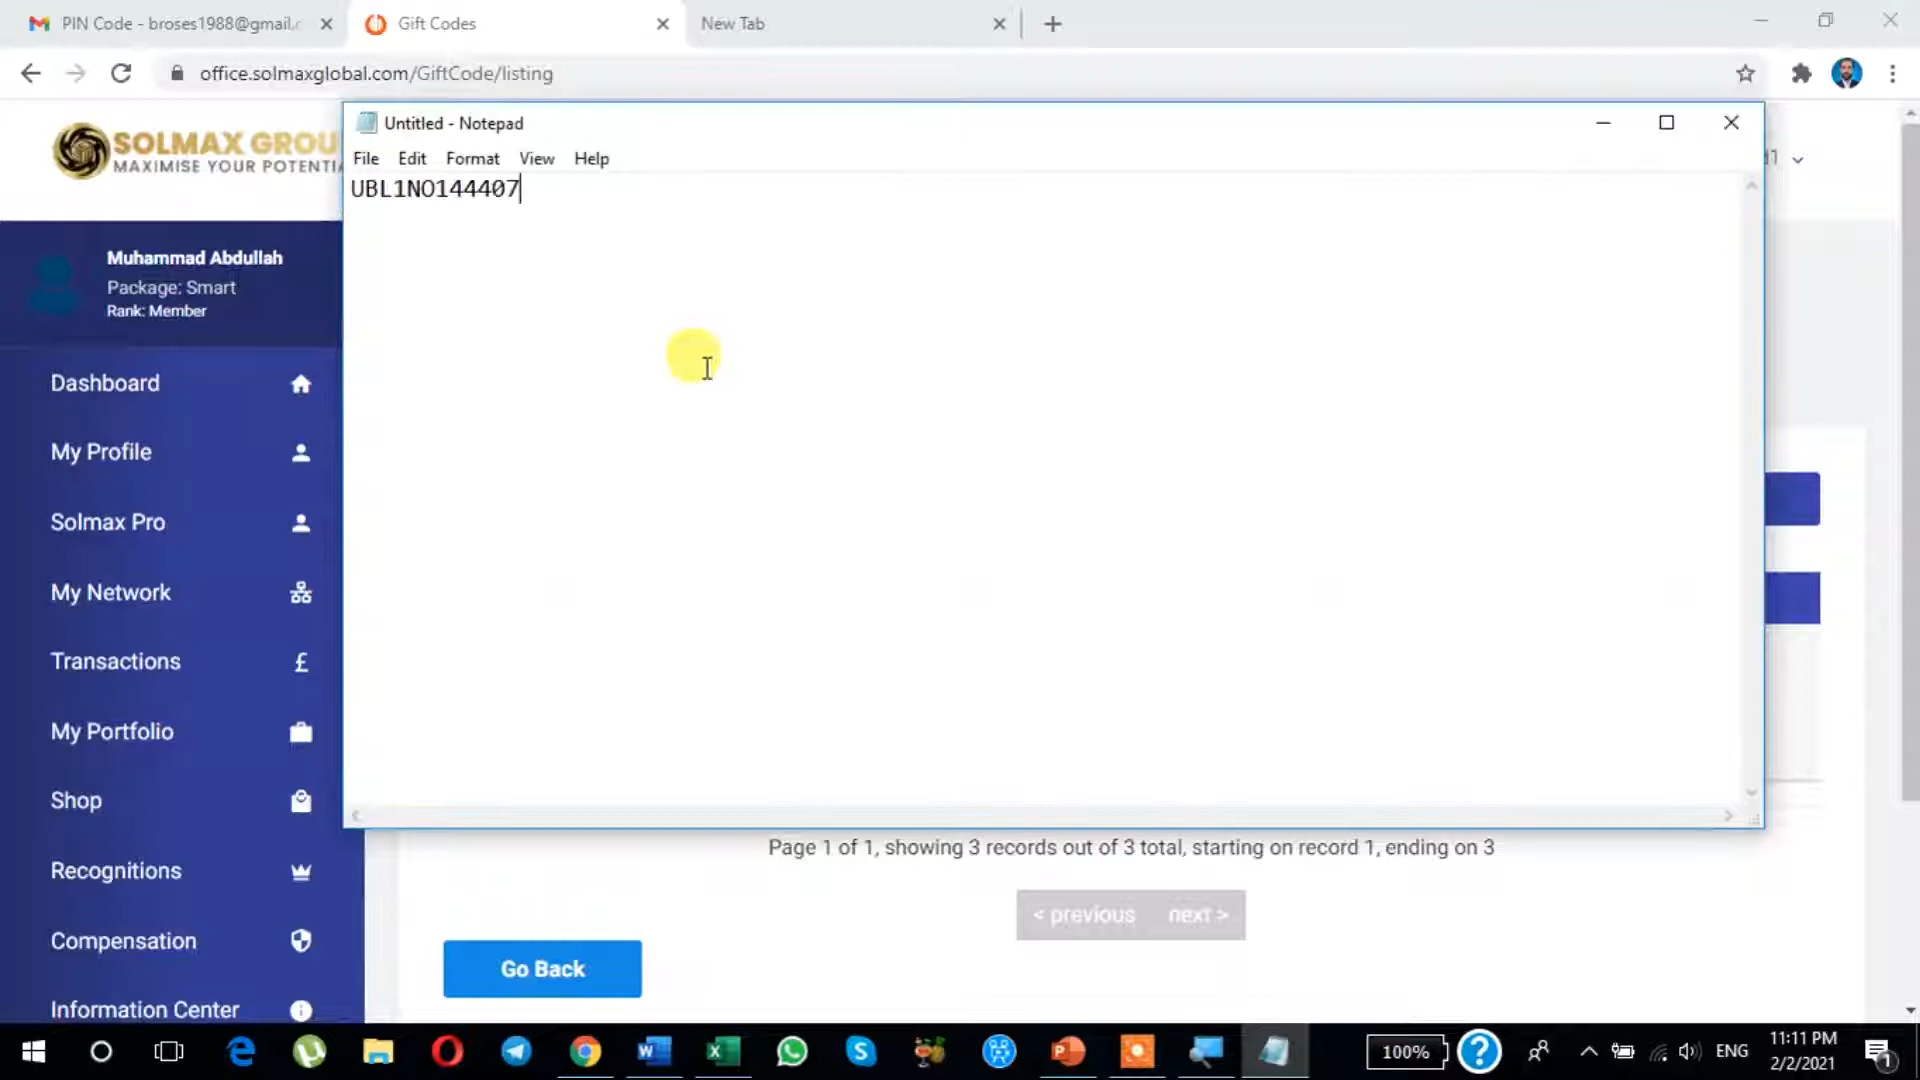 PIN Code - broses1988@gmail.c
Gift Codes
New Tab
office.solmaxglobal.com/GiftCode/listing
SOLMAX GROU
MAXIMISE YOUR POTENTIA
Untitled - Notepad
File Edit Format View Help
UBL1NO144407
Muhammad Abdullah
Package: Smart
Rank: Member
Dashboard
My Profile
Solmax Pro
My Network
Transactions
My Portfolio
Shop
Recognitions
Compensation
Information Center
Page 1 of 1, showing 3 records out of 3 total, starting on record 1, ending on 3
< previous next >
Go Back
100%
ENG
11:11 PM
2/2/2021
1